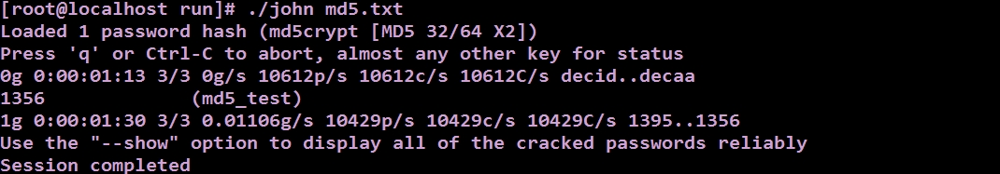 [root@localhost run]# ./john md5.txt
Loaded 1 password hash (md5crypt [MD5 32/64 X2])
Press 'q' or Ctrl-C to abort, almost any other key for status
0g 0:00:01:13 3/3 0g/s 10612p/s 10612c/s 10612C/s decid..decaa
1356             (md5_test)
1g 0:00:01:30 3/3 0.01106g/s 10429p/s 10429c/s 10429C/s 1395..1356
Use the "--show" option to display all of the cracked passwords reliably
Session completed